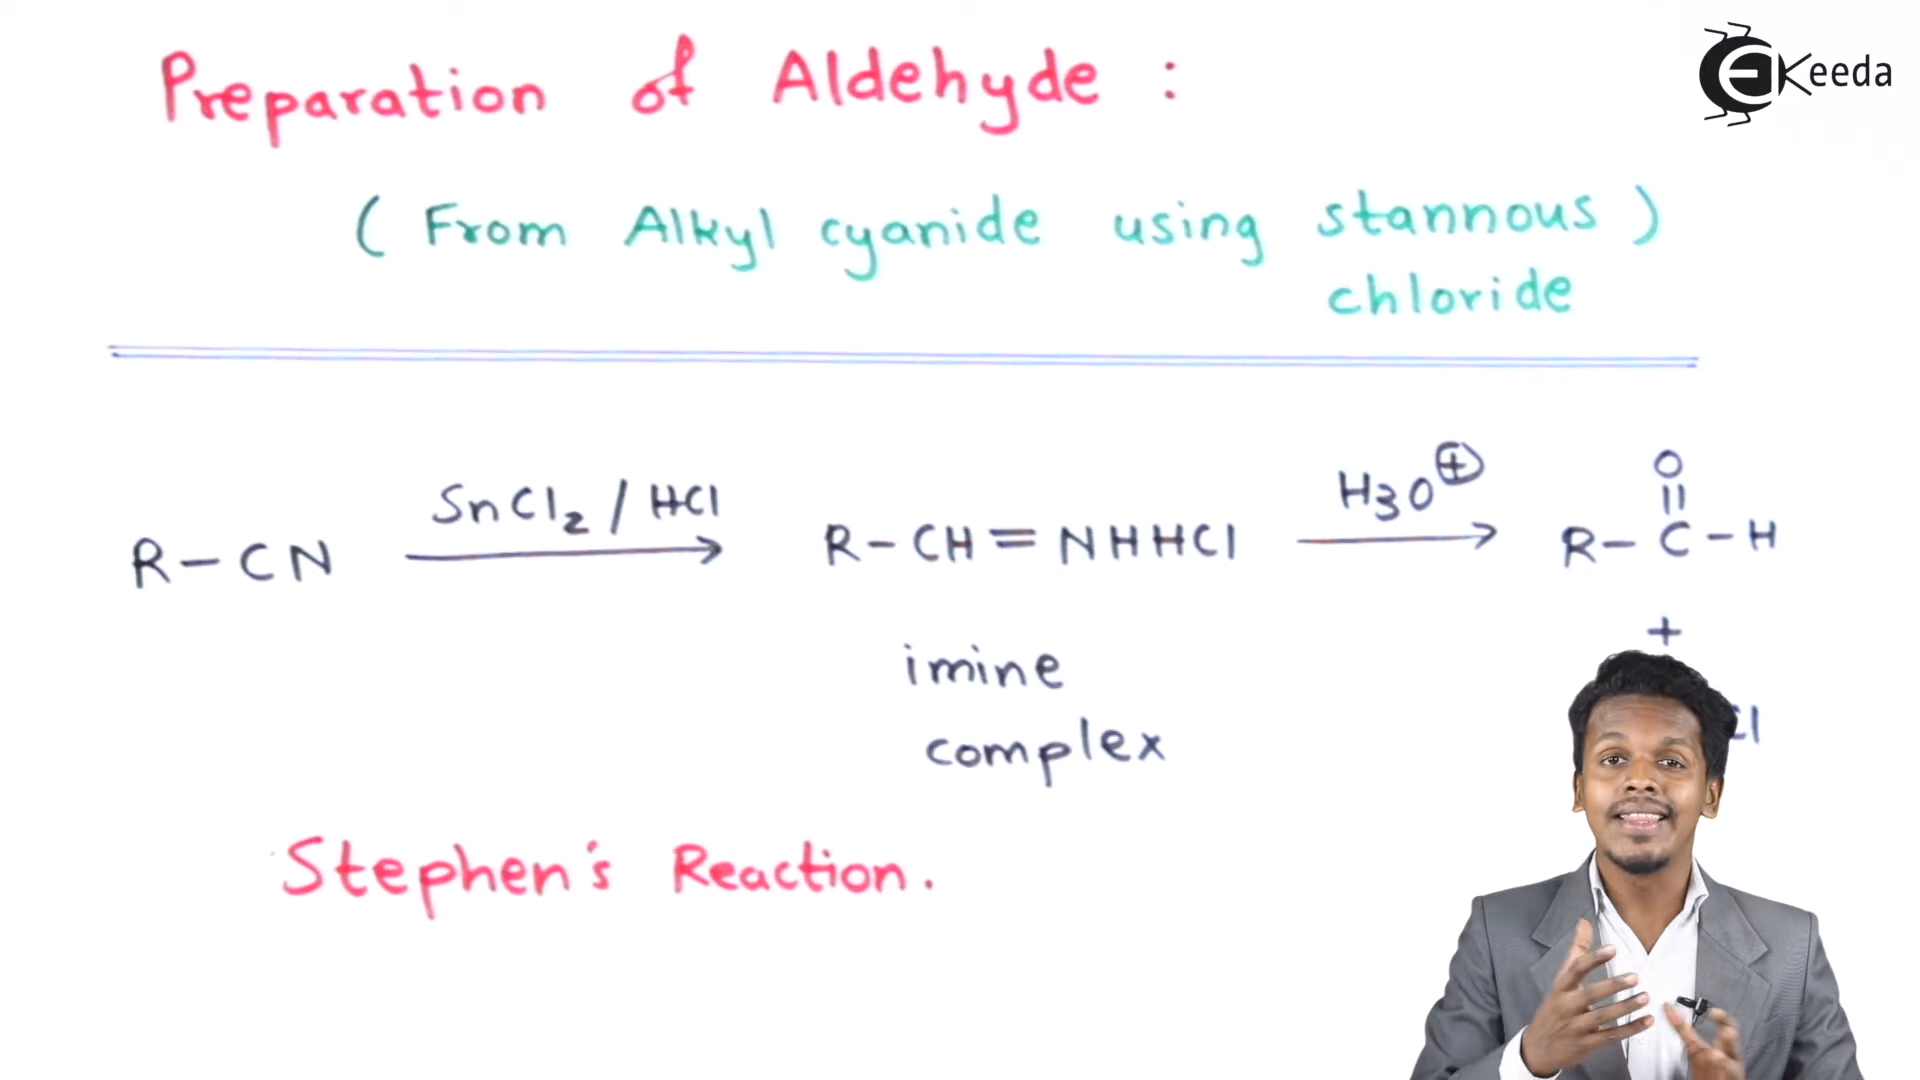 Preparation of Aldehyde :
EKeeda
( From Alkyl cyanide using stannous )
chloride
R-CN SnCl2 / HCl R-CH=NHHCl H3O+ R-C-H
O
||
+
imine
complex
Stephen's Reaction.